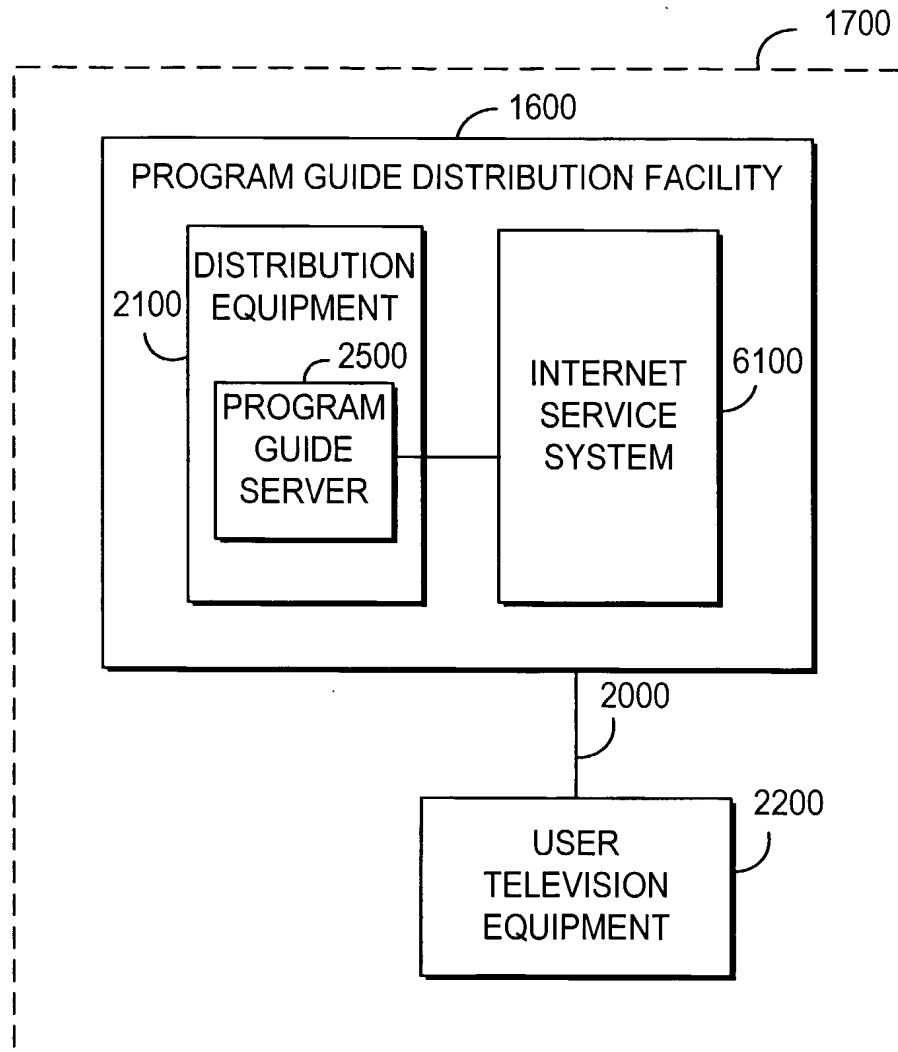 1700
1600
PROGRAM GUIDE DISTRIBUTION FACILITY
DISTRIBUTION
EQUIPMENT
2100
2500
PROGRAM
GUIDE
SERVER
INTERNET
SERVICE
SYSTEM
6100
2000
2200
USER
TELEVISION
EQUIPMENT